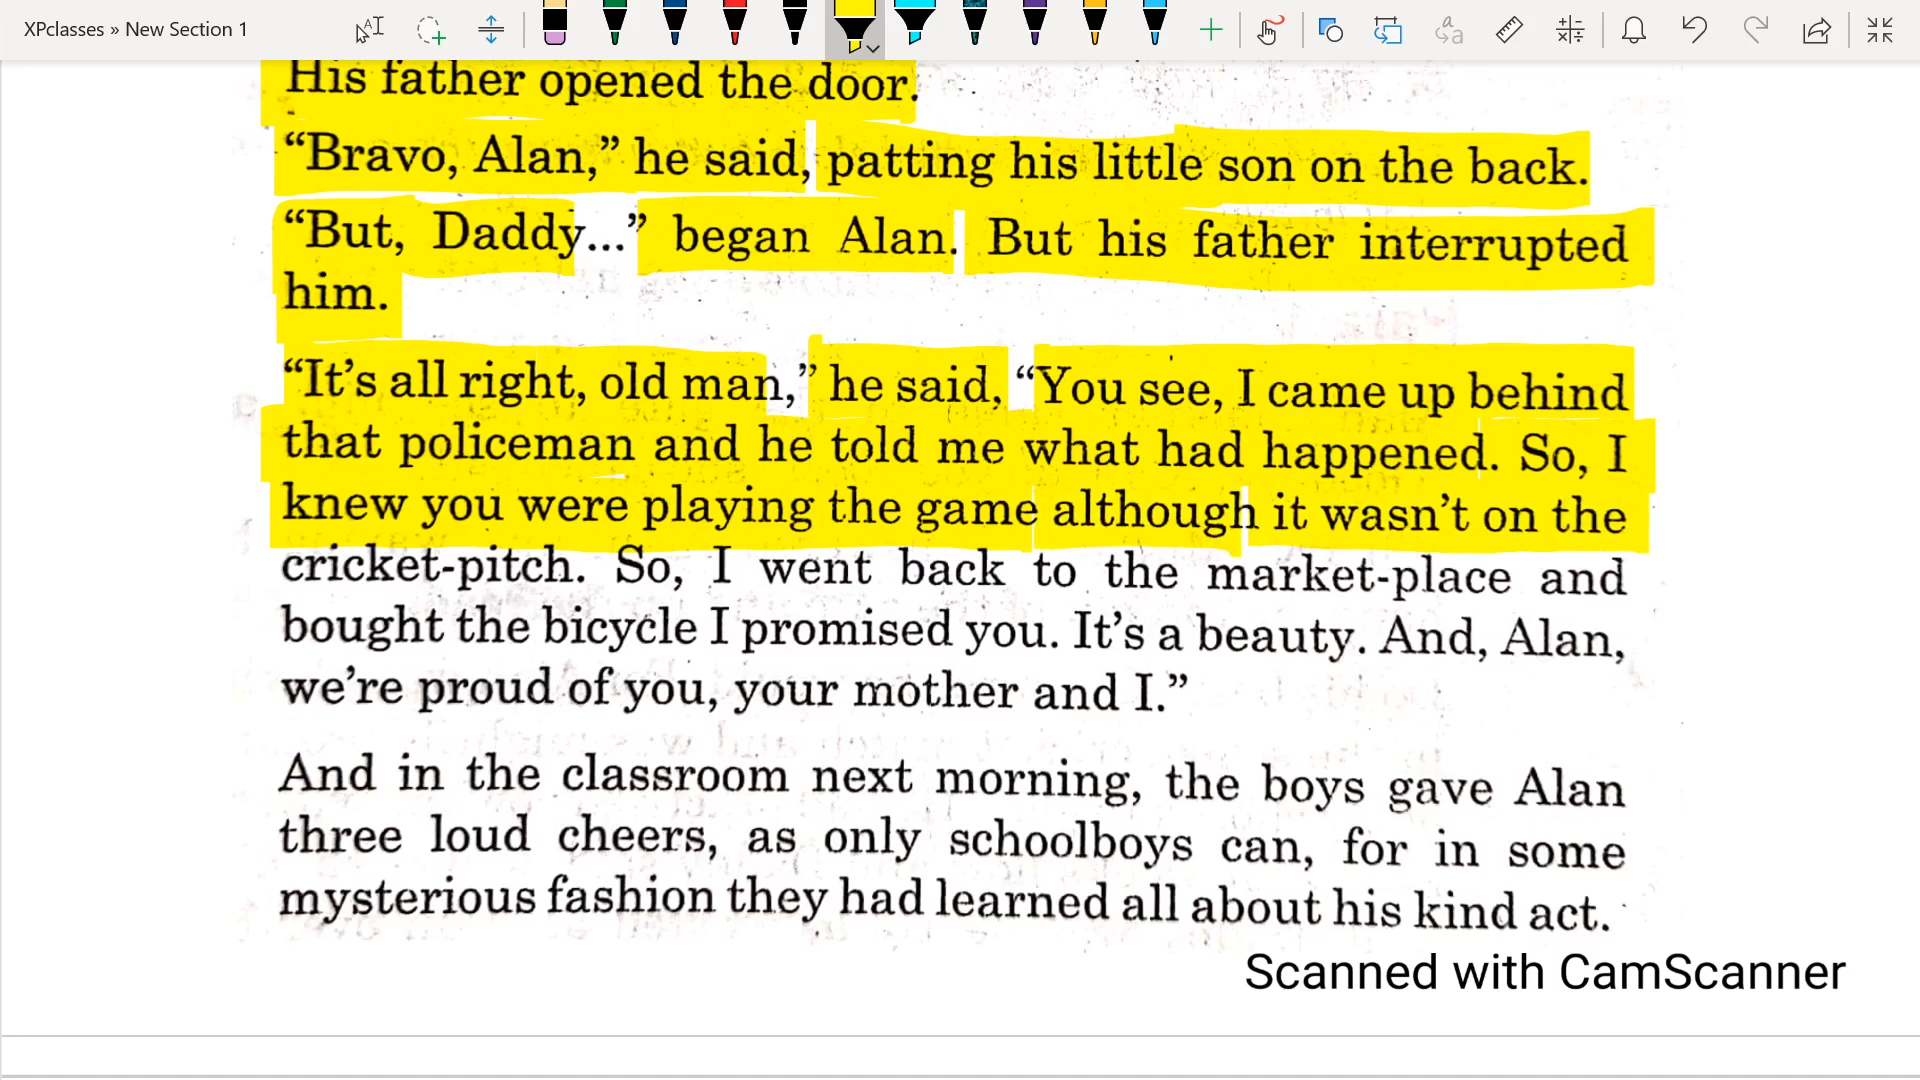 XPclasses » New Section 1
His father opened the door.
“Bravo, Alan,” he said, patting his little son on the back.
“But, Daddy...” began Alan. But his father interrupted
him.
“It’s all right, old man,” he said, “You see, I came up behind
that policeman and he told me what had happened. So, I
knew you were playing the game although it wasn’t on the
cricket-pitch. So, I went back to the market-place and
bought the bicycle I promised you. It’s a beauty. And, Alan,
we’re proud of you, your mother and I.”
And in the classroom next morning, the boys gave Alan
three loud cheers, as only schoolboys can, for in some
mysterious fashion they had learned all about his kind act.
Scanned with CamScanner